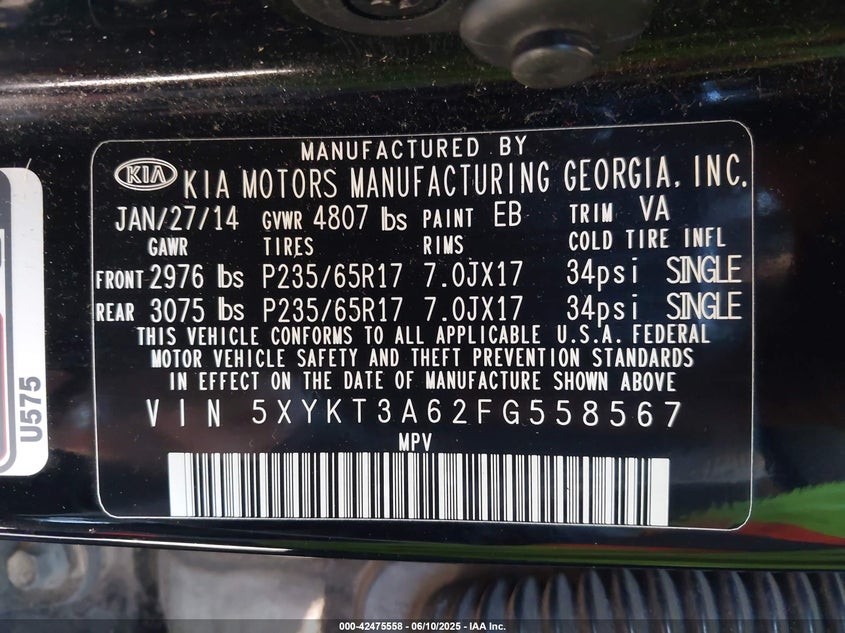 MANUFACTURED BY
KIA KIA MOTORS MANUFACTURING GEORGIA, INC.
JAN/27/14 GVWR 4807 lbs PAINT EB TRIM VA
GAWR TIRES RIMS COLD TIRE INFL
FRONT 2976 lbs P235/65R17 7.0JX17 34psi SINGLE
REAR 3075 lbs P235/65R17 7.0JX17 34psi SINGLE
THIS VEHICLE CONFORMS TO ALL APPLICABLE U.S.A. FEDERAL
MOTOR VEHICLE SAFETY AND THEFT PREVENTION STANDARDS
IN EFFECT ON THE DATE OF MANUFACTURE SHOWN ABOVE
VIN 5XYKT3A62FG558567
MPV
U575
000-42475558 - 06/10/2025 - IAA Inc.